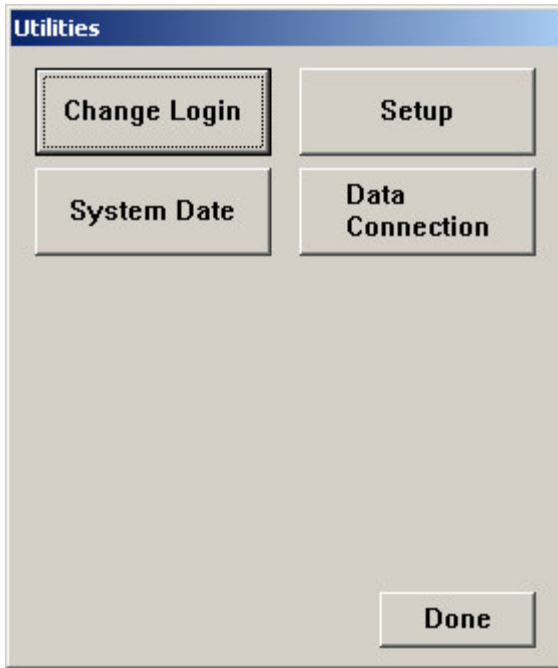 Utilities
Change Login
Setup
System Date
Data
Connection
Done